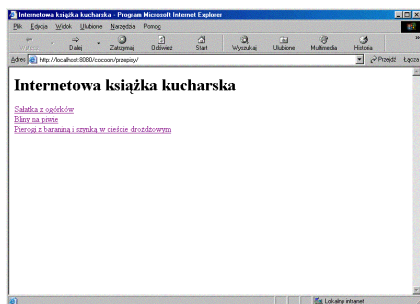 Internetowa książka kucharska - Program Microsoft Internet Explorer
Plik Edycja Widok Ulubione Narzędzia Pomoc
Wstecz Dalej Zatrzymaj Odśwież Start Wyszukaj Ulubione Multimedia Historia
Adres http://localhost:8080/cocoon/przepisy/ Przejdź Łącza
Internetowa książka kucharska
Sałatka z ogórków
Bliny na piwie
Pierogi z baraniną i szynką w cieście drożdżowym
Lokalny intranet